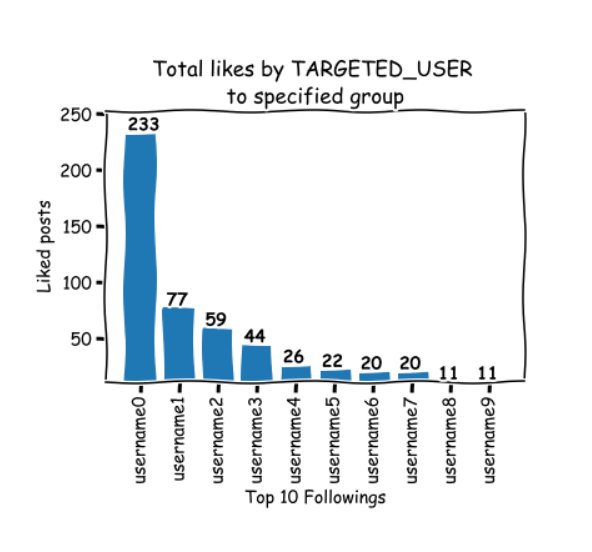 Total likes by TARGETED_USER
to specified group
Liked posts
250
200
150
100
50
233
77
59
44
26
22
20
20
11
11
username0
username1
username2
username3
username4
username5
username6
username7
username8
username9
Top 10 Followings